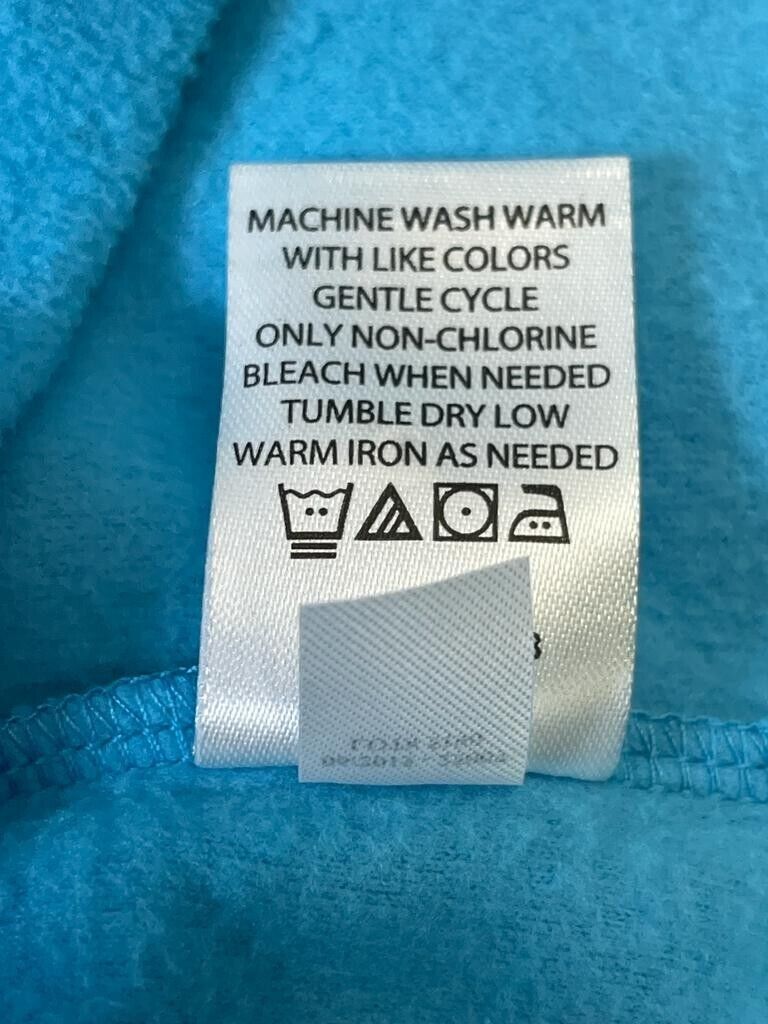 MACHINE WASH WARM
WITH LIKE COLORS
GENTLE CYCLE
ONLY NON-CHLORINE
BLEACH WHEN NEEDED
TUMBLE DRY LOW
WARM IRON AS NEEDED